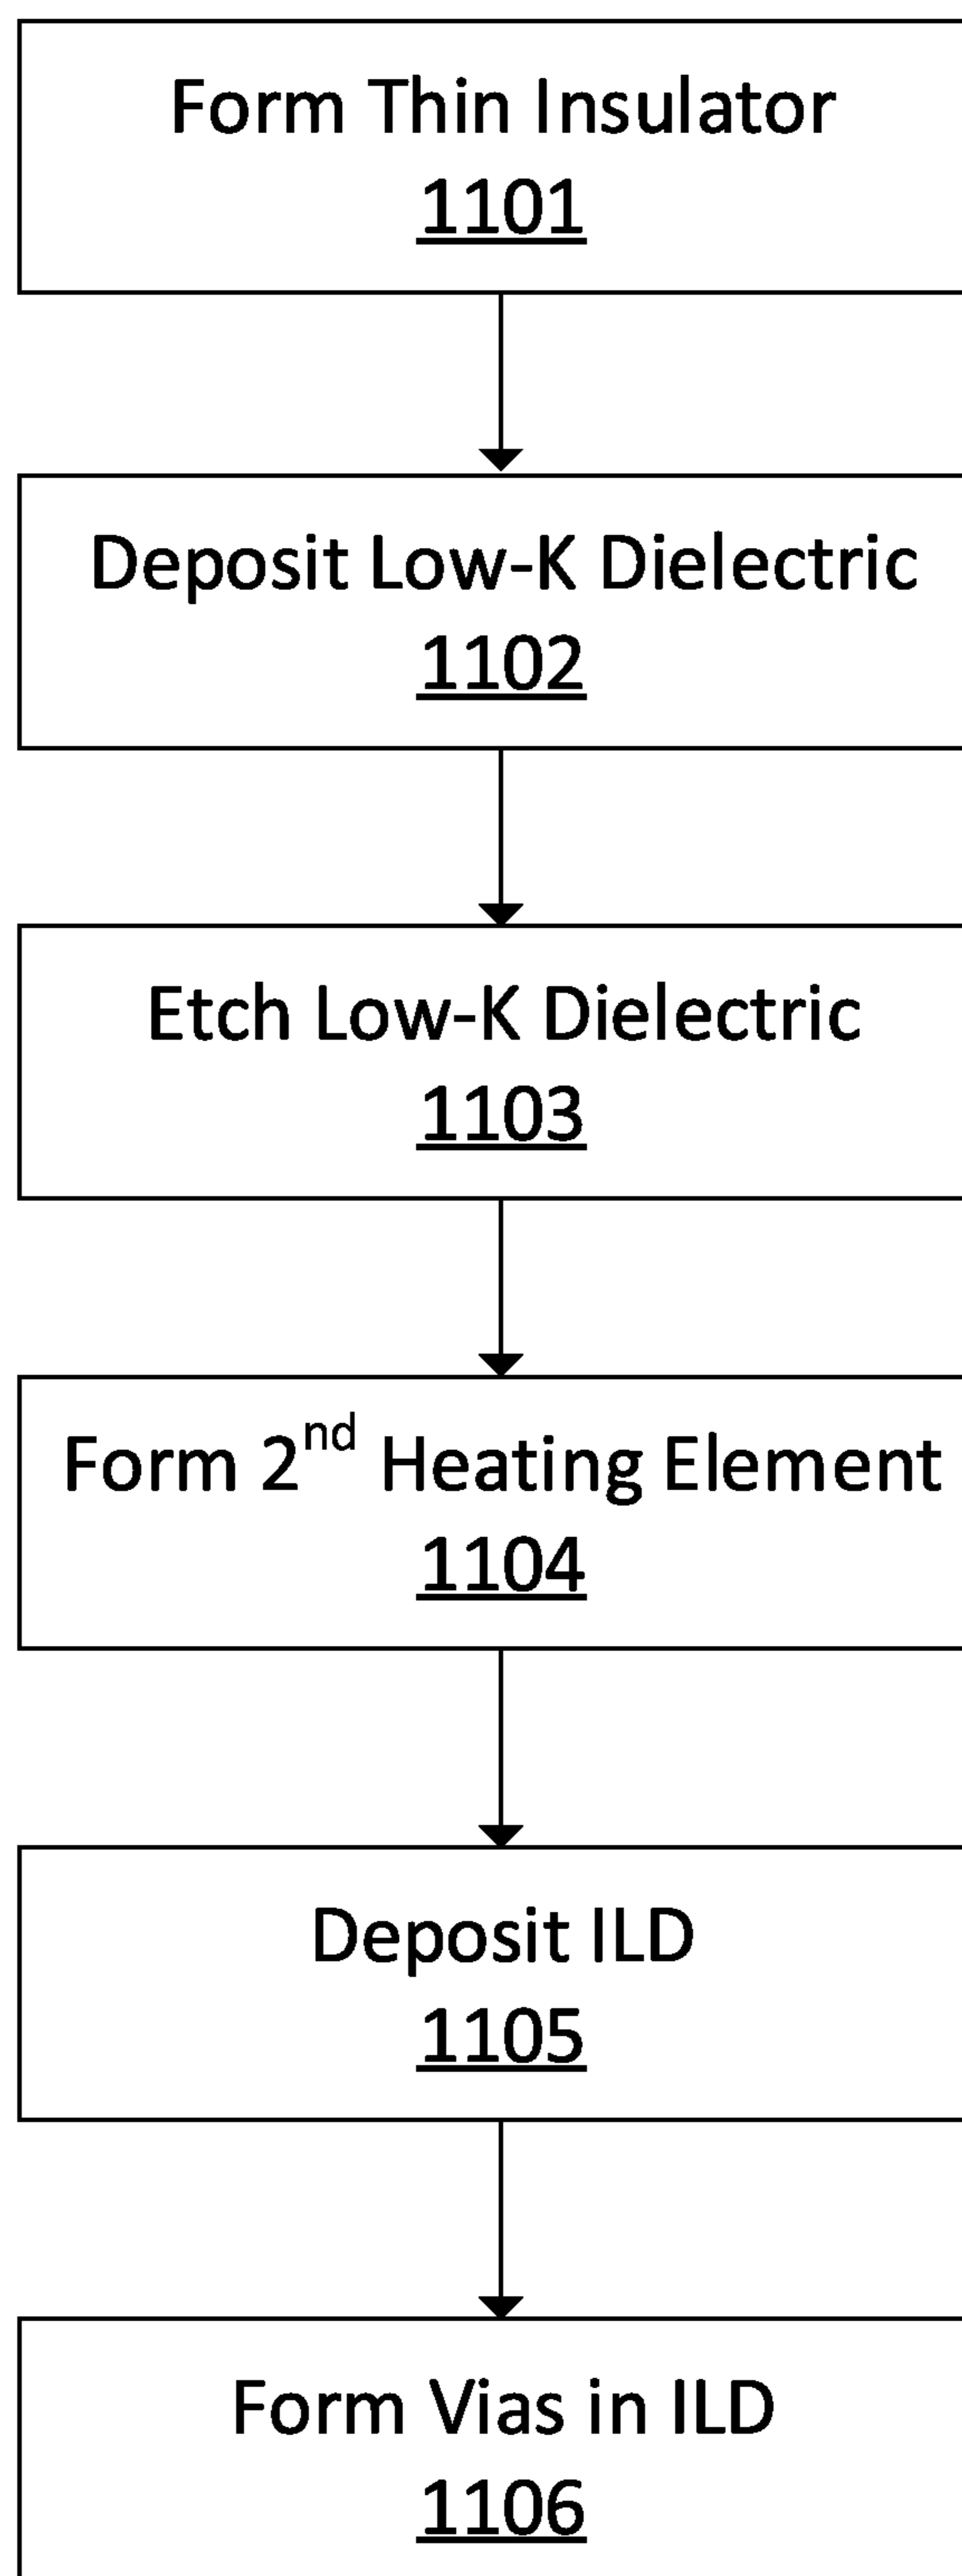 Form Thin Insulator
1101
Deposit Low-K Dielectric
1102
Etch Low-K Dielectric
1103
Form 2nd Heating Element
1104
Deposit ILD
1105
Form Vias in ILD
1106